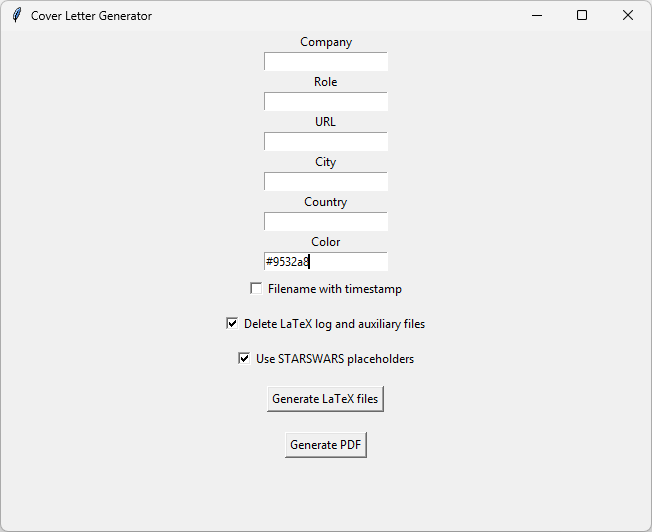 Cover Letter Generator
Company
Role
URL
City
Country
Color
#9532a8
Filename with timestamp
Delete LaTeX log and auxiliary files
Use STARSWARS placeholders
Generate LaTeX files
Generate PDF